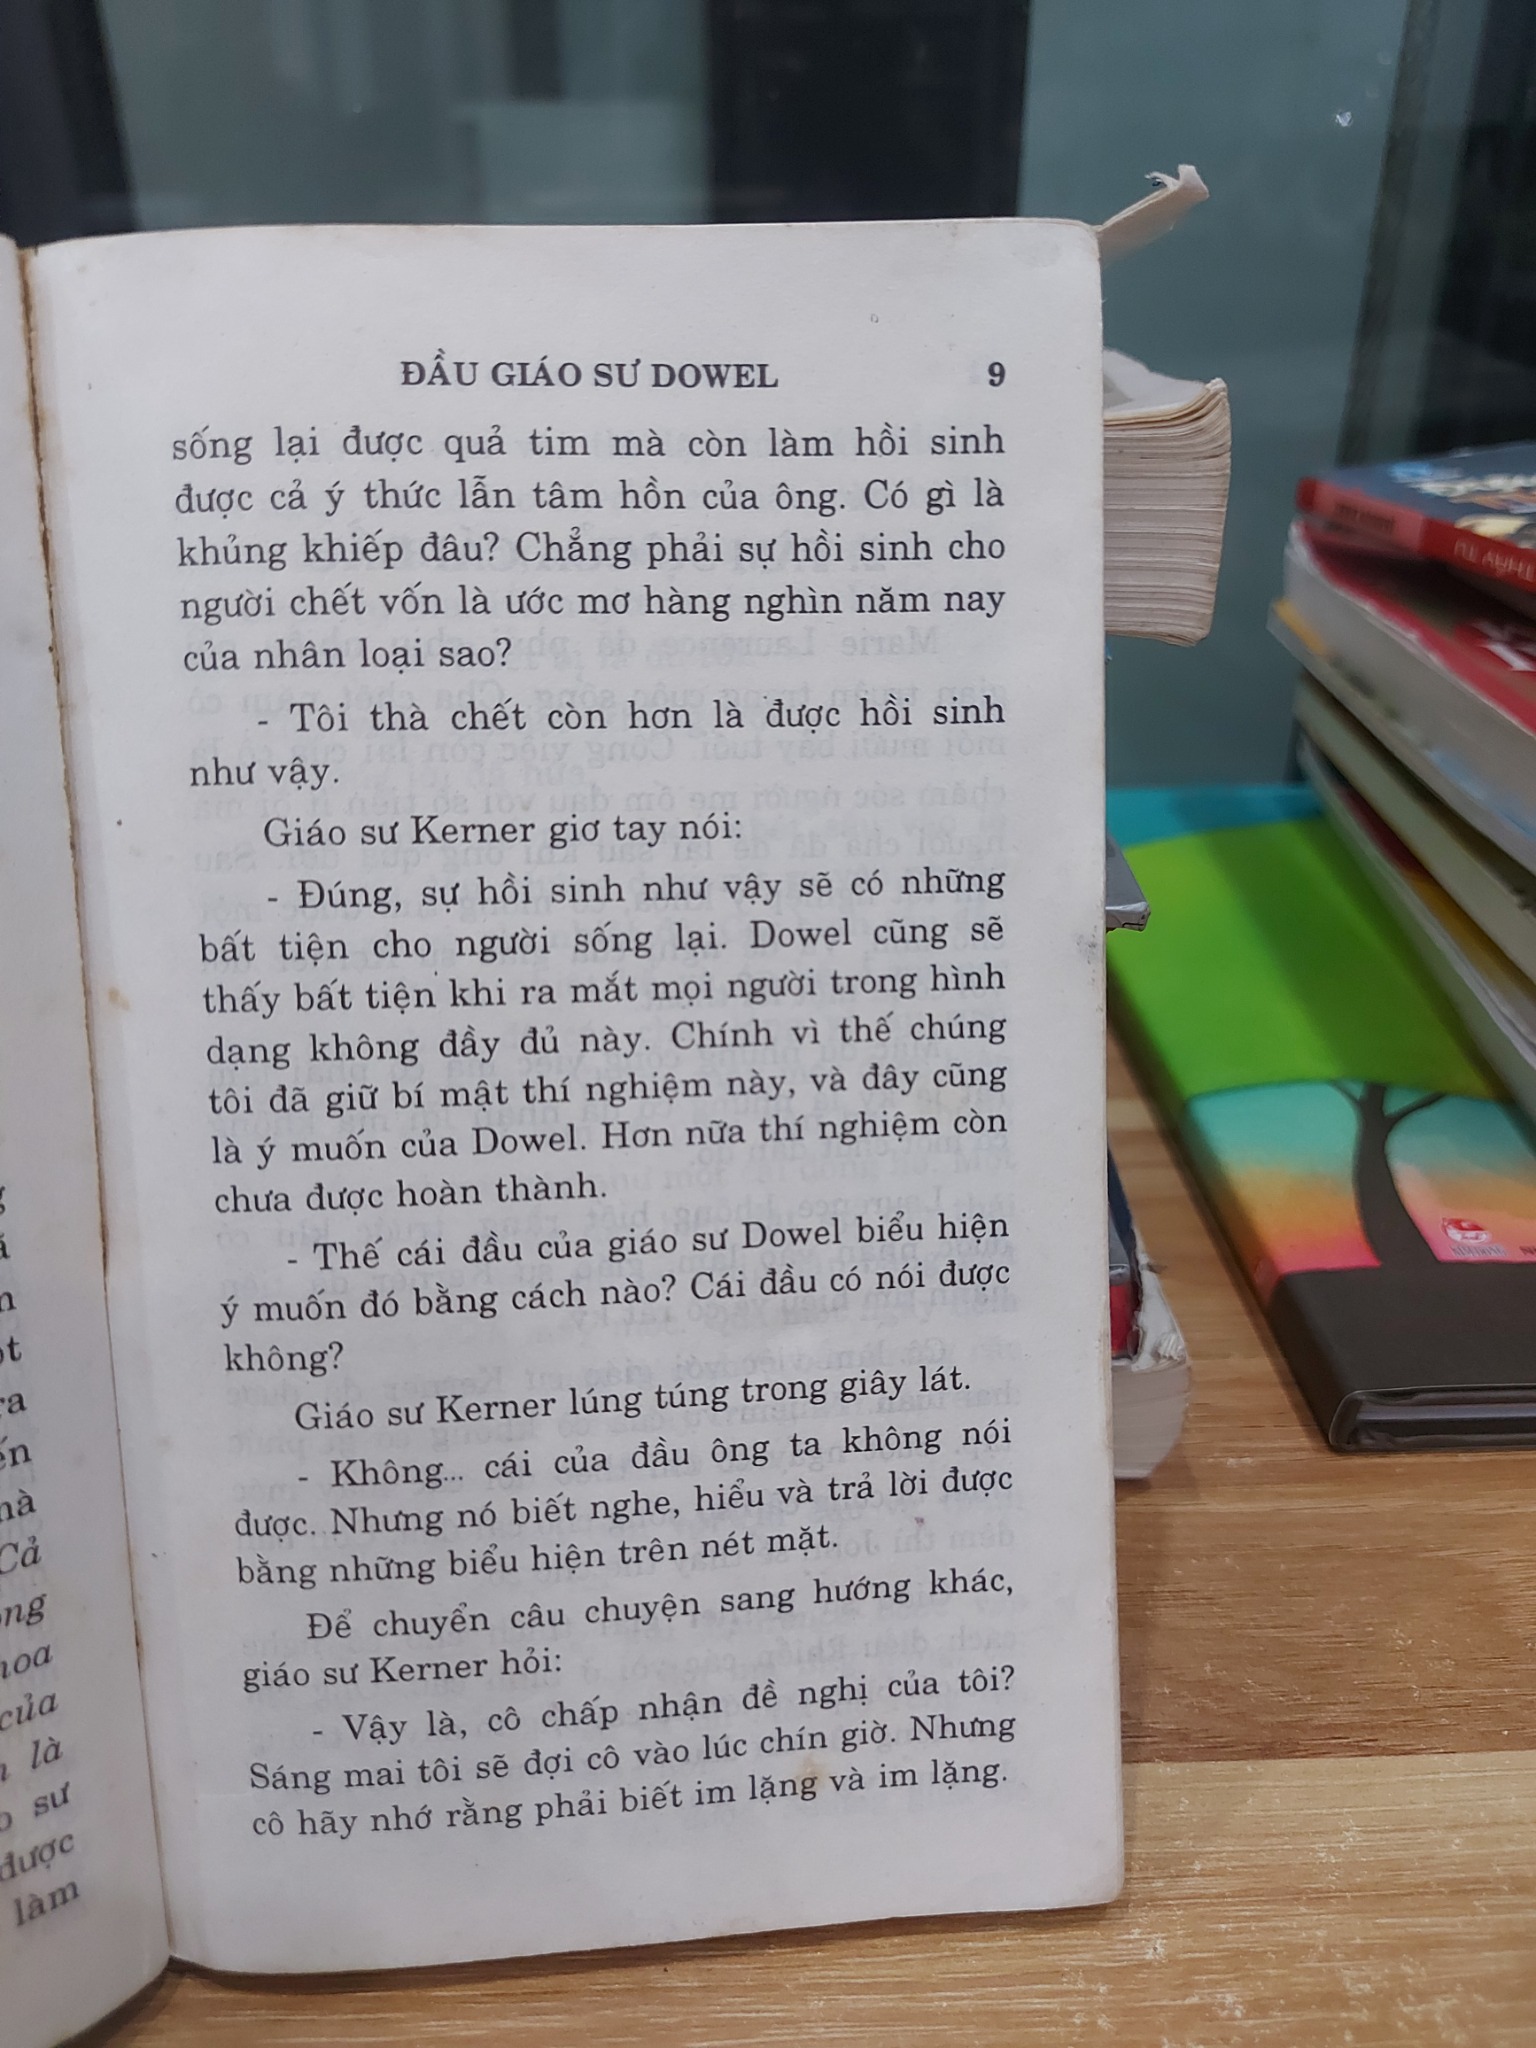 ĐẦU GIÁO SƯ DOWEL 9
sống lại được quả tim mà còn làm hồi sinh
được cả ý thức lẫn tâm hồn của ông. Có gì là
khủng khiếp đâu? Chẳng phải sự hồi sinh cho
người chết vốn là ước mơ hàng nghìn năm nay
của nhân loại sao?
- Tôi thà chết còn hơn là được hồi sinh
như vậy.
Giáo sư Kerner giơ tay nói:
- Đúng, sự hồi sinh như vậy sẽ có những
bất tiện cho người sống lại. Dowel cũng sẽ
thấy bất tiện khi ra mắt mọi người trong hình
dạng không đầy đủ này. Chính vì thế chúng
tôi đã giữ bí mật thí nghiệm này, và đây cũng
là ý muốn của Dowel. Hơn nữa thí nghiệm còn
chưa được hoàn thành.
- Thế cái đầu của giáo sư Dowel biểu hiện
ý muốn đó bằng cách nào? Cái đầu có nói được
không?
Giáo sư Kerner lúng túng trong giây lát.
- Không... cái của đầu ông ta không nói
được. Nhưng nó biết nghe, hiểu và trả lời được
bằng những biểu hiện trên nét mặt.
Để chuyển câu chuyện sang hướng khác,
giáo sư Kerner hỏi:
- Vậy là, cô chấp nhận đề nghị của tôi?
Sáng mai tôi sẽ đợi cô vào lúc chín giờ. Nhưng
cô hãy nhớ rằng phải biết im lặng và im lặng.
ra
Cả
của
là
sư
được
làm